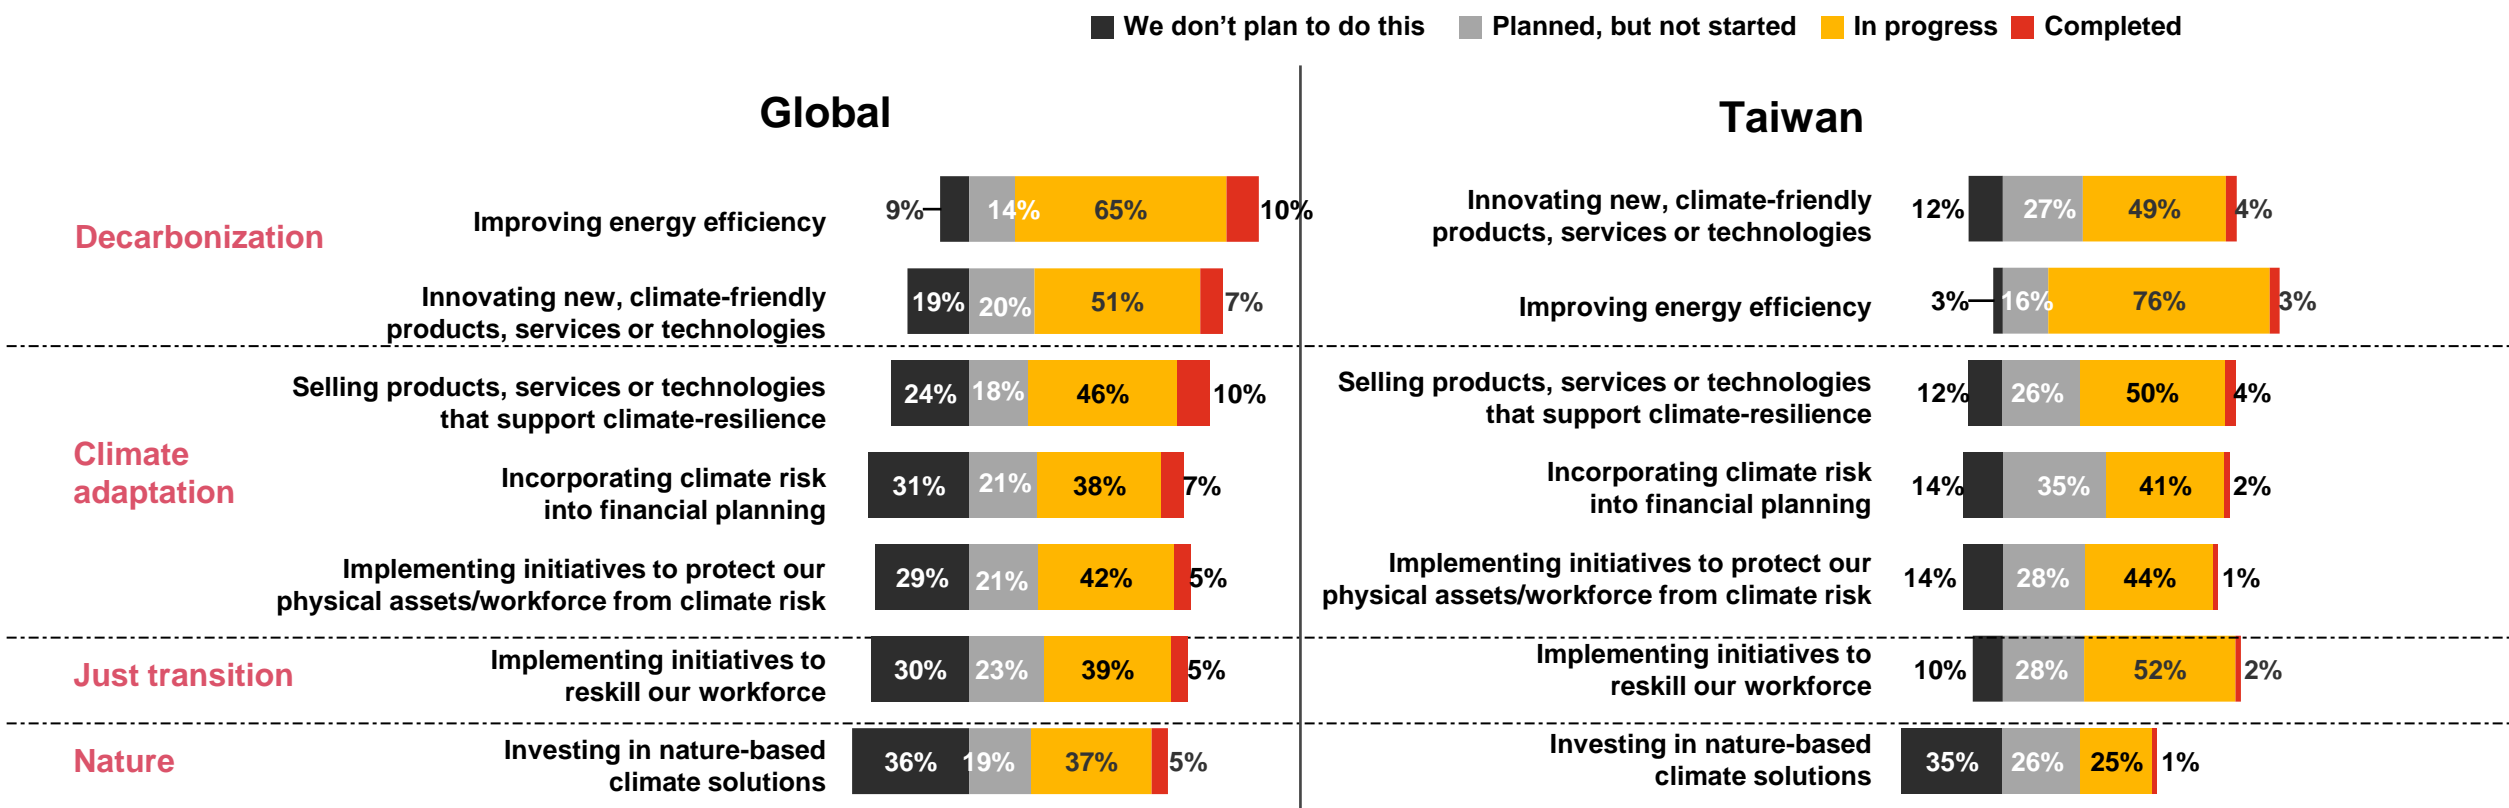 We don't plan to do this Planned, but not started In progress Completed
Global
Decarbonization
Improving energy efficiency
9% 14% 65% 10%
Innovating new, climate-friendly
products, services or technologies
19% 20% 51% 7%
Climate
adaptation
Selling products, services or technologies
that support climate-resilience
24% 18% 46% 10%
Incorporating climate risk
into financial planning
31% 21% 38% 7%
Implementing initiatives to protect our
physical assets/workforce from climate risk
29% 21% 42% 5%
Just transition
Implementing initiatives to
reskill our workforce
30% 23% 39% 5%
Nature
Investing in nature-based
climate solutions
36% 19% 37% 5%
Taiwan
Innovating new, climate-friendly
products, services or technologies
12% 27% 49% 4%
Improving energy efficiency
3% 16% 76% 3%
Selling products, services or technologies
that support climate-resilience
12% 26% 50% 4%
Incorporating climate risk
into financial planning
14% 35% 41% 2%
Implementing initiatives to protect our
physical assets/workforce from climate risk
14% 28% 44% 1%
Implementing initiatives to
reskill our workforce
10% 28% 52% 2%
Investing in nature-based
climate solutions
35% 26% 25% 1%